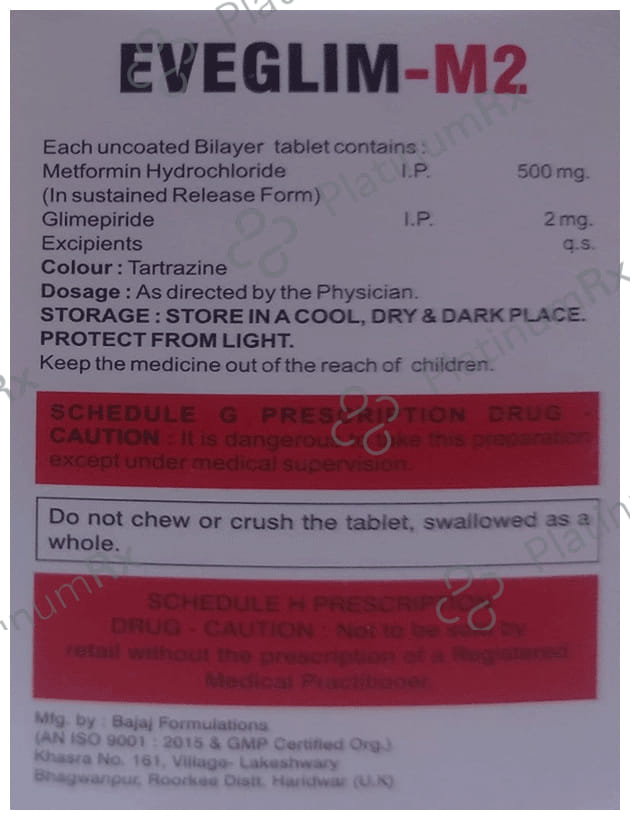 EVEGLIM-M2
Each uncoated Bilayer tablet contains :
Metformin Hydrochloride I.P. 500 mg.
(In sustained Release Form)
Glimepiride I.P. 2 mg.
Excipients q.s.
Colour : Tartrazine
Dosage : As directed by the Physician.
STORAGE : STORE IN A COOL, DRY & DARK PLACE.
PROTECT FROM LIGHT.
Keep the medicine out of the reach of children.
SCHEDULE G PRESCRIPTION DRUG -
CAUTION : It is dangerous to take this preparation
except under medical supervision.
Do not chew or crush the tablet, swallowed as a
whole.
SCHEDULE H PRESCRIPTION
DRUG - CAUTION : Not to be sold by
retail without the prescription of a Registered
Medical Practitioner.
Mfg. by : Bajaj Formulations
(AN ISO 9001 : 2015 & GMP Certified Org.)
Khasra No. 161, Village- Lakeshwary
Bhagwanpur, Roorkee Distt. Haridwar (U.K)
PlatinumRx
PlatinumRx
PlatinumRx
PlatinumRx